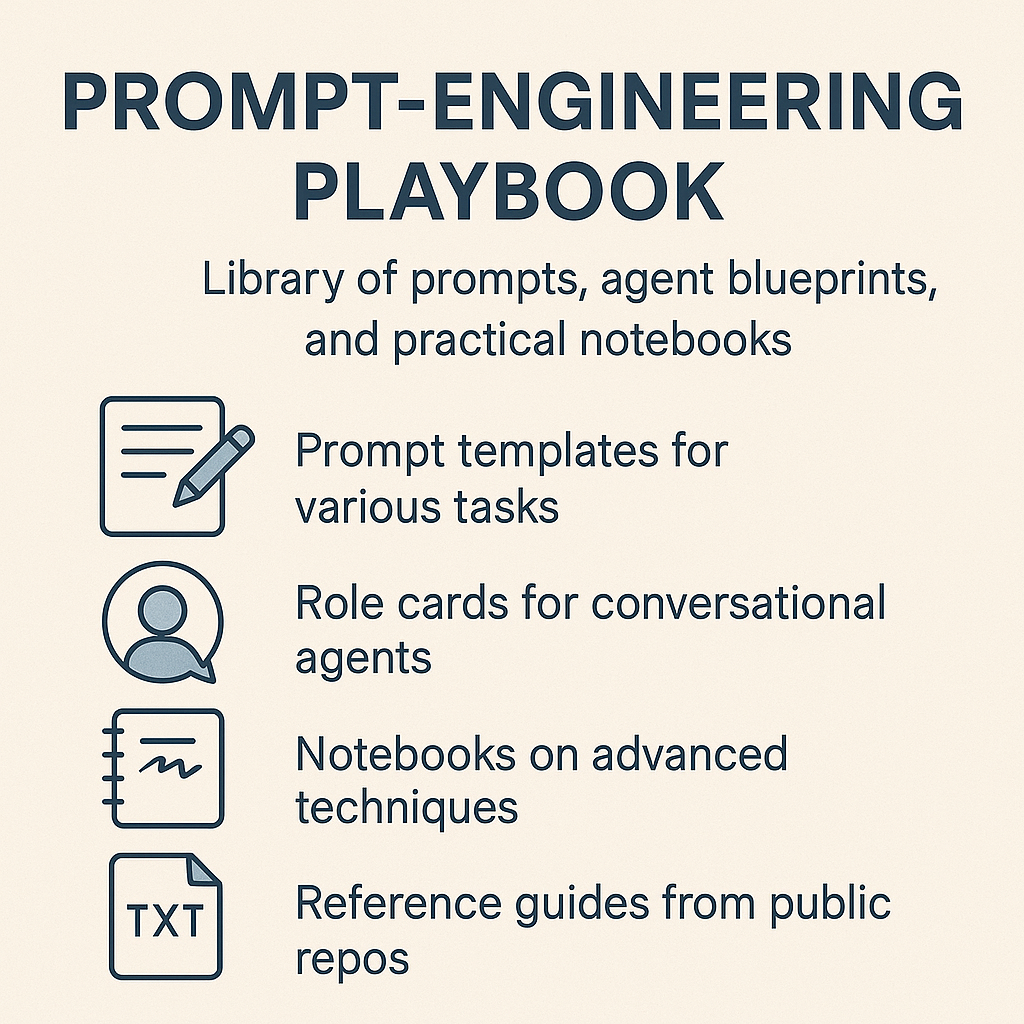 PROMPT-ENGINEERING
PLAYBOOK
Library of prompts, agent blueprints,
and practical notebooks
Prompt templates for
various tasks
Role cards for conversational
agents
Notebooks on advanced
techniques
TXT
Reference guides from public
repos